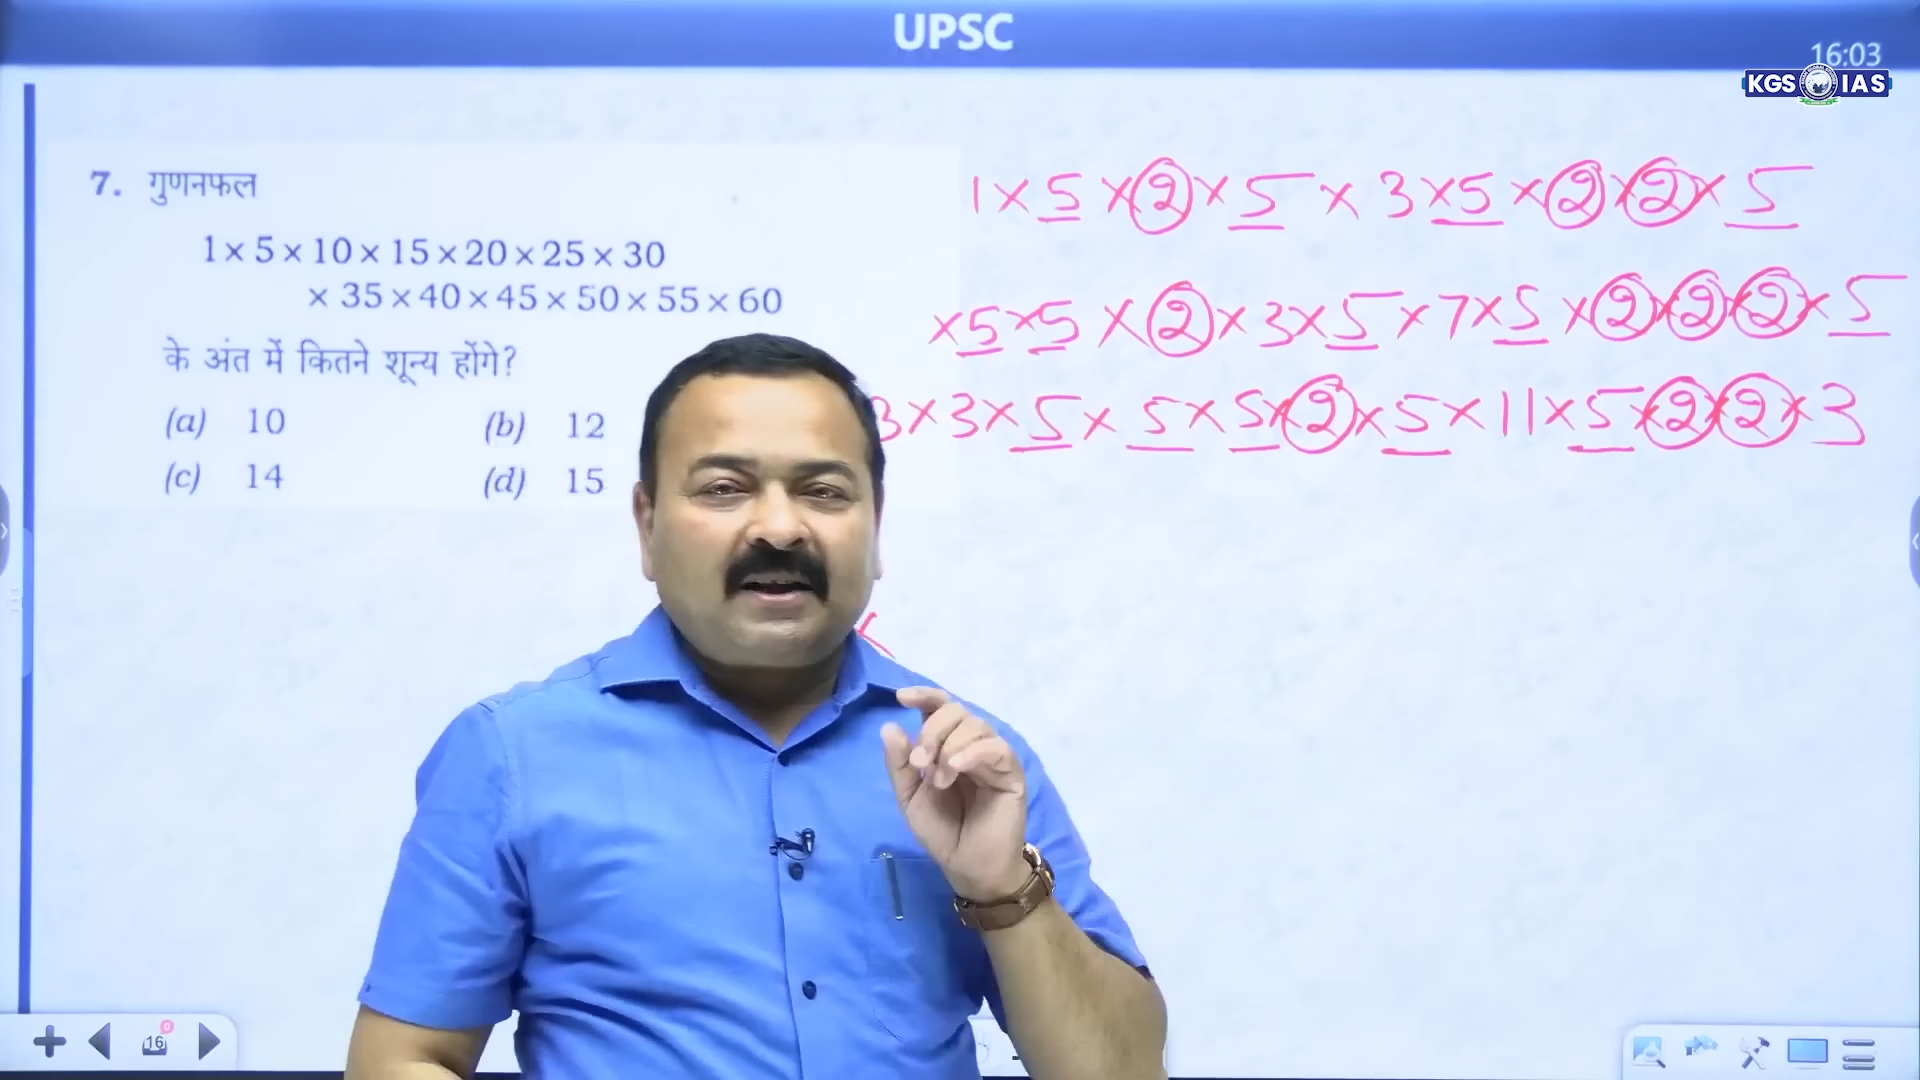 UPSC
16:03
KGS IAS
7. गुणनफल
1 × 5 × 10 × 15 × 20 × 25 × 30
× 35 × 40 × 45 × 50 × 55 × 60
के अंत में कितने शून्य होंगे?
(a) 10 (b) 12
(c) 14 (d) 15
1 × 5 × 2 × 5 × 3 × 5 × 2 × 2 × 5
× 5 × 5 × 2 × 3 × 5 × 7 × 5 × 2 × 2 × 2 × 5
3 × 3 × 5 × 5 × 5 × 2 × 5 × 11 × 5 × 2 × 2 × 3
16
0